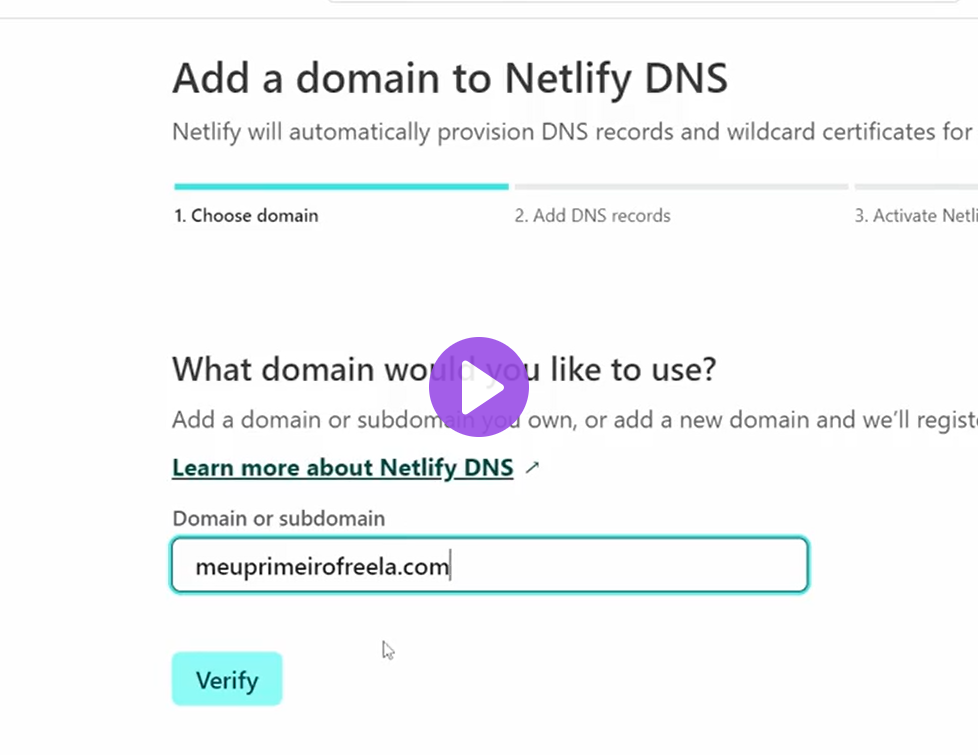 Add a domain to Netlify DNS
Netlify will automatically provision DNS records and wildcard certificates for
1. Choose domain
2. Add DNS records
3. Activate Netli
What domain would you like to use?
Add a domain or subdomain you own, or add a new domain and we'll registe
Learn more about Netlify DNS ↗
Domain or subdomain
meuprimeirofreela.com
Verify